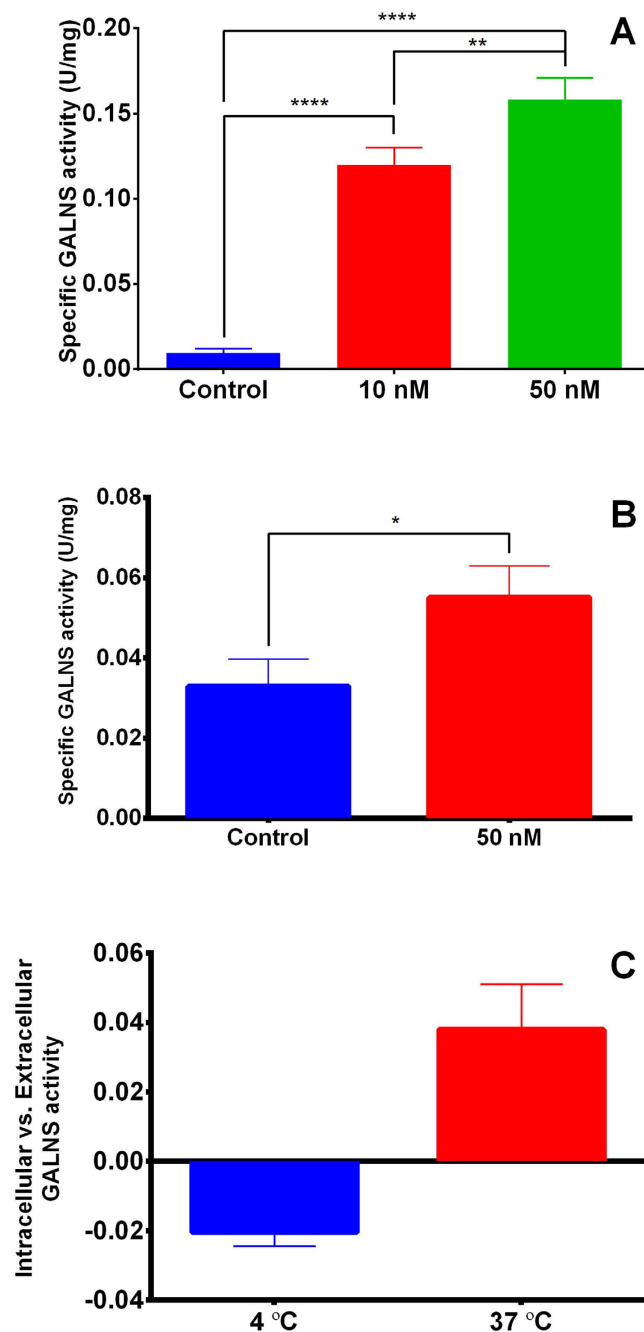 A
Specific GALNS activity (U/mg)
0.20
0.15
0.10
0.05
0.00
****
**
****
Control 10 nM 50 nM
B
Specific GALNS activity (U/mg)
0.08
0.06
0.04
0.02
0.00
*
Control 50 nM
C
Intracellular vs. Extracellular
GALNS activity
0.06
0.04
0.02
0.00
-0.02
-0.04
4 ºC 37 ºC